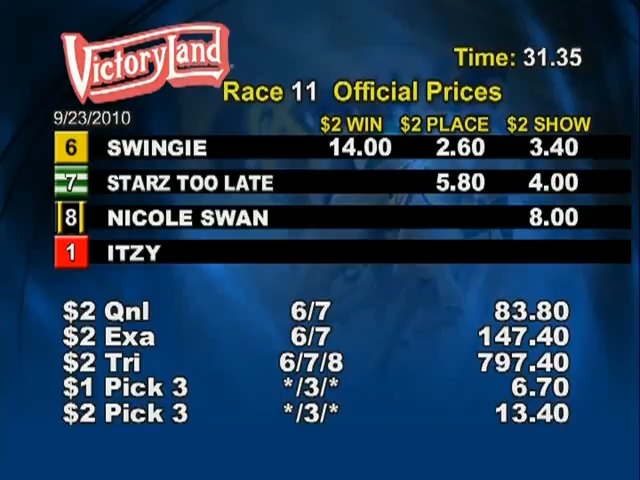 VictoryLand
Time: 31.35
Race 11 Official Prices
9/23/2010
$2 WIN $2 PLACE $2 SHOW
6 SWINGIE 14.00 2.60 3.40
7 STARZ TOO LATE 5.80 4.00
8 NICOLE SWAN 8.00
1 ITZY
$2 Qnl 6/7 83.80
$2 Exa 6/7 147.40
$2 Tri 6/7/8 797.40
$1 Pick 3 */3/* 6.70
$2 Pick 3 */3/* 13.40